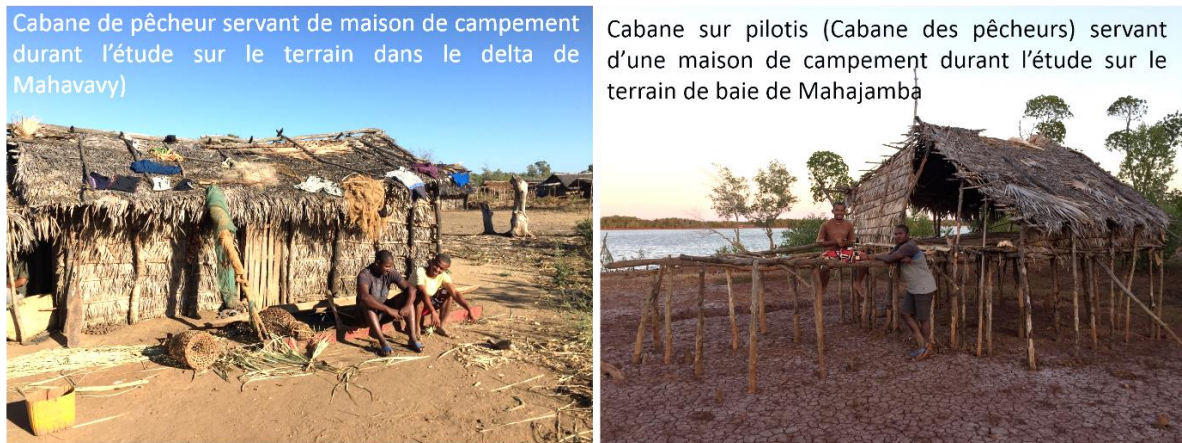 Cabane de pêcheur servant de maison de campement
durant l’étude sur le terrain dans le delta de
Mahavavy)
Cabane sur pilotis (Cabane des pêcheurs) servant
d’une maison de campement durant l’étude sur le
terrain de baie de Mahajamba